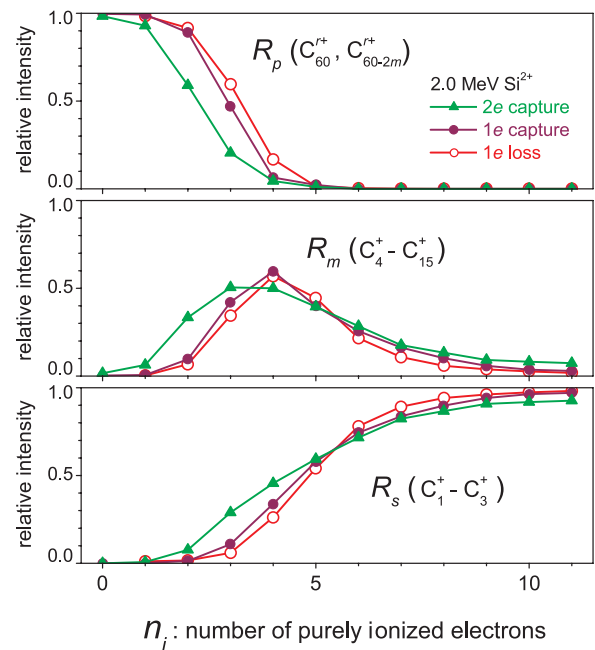 relative intensity
1.0
0.5
0.0
R_p (C_60^r+, C_60-2m^r+)
2.0 MeV Si^2+
2e capture
1e capture
1e loss
relative intensity
1.0
0.5
0.0
R_m (C_4^+ - C_15^+)
relative intensity
1.0
0.5
0.0
R_s (C_1^+ - C_3^+)
0 5 10
n_i : number of purely ionized electrons